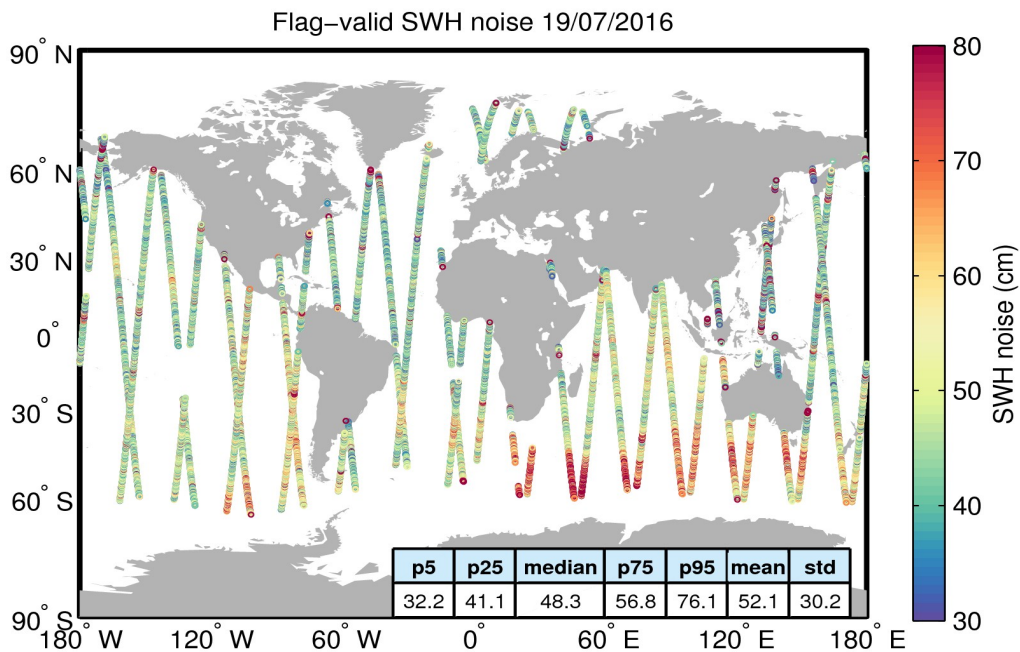 Flag−valid SWH noise 19/07/2016
90° N
60° N
30° N
0°
30° S
60° S
90° S
180° W
120° W
60° W
0°
60° E
120° E
180° E
p5 p25 median p75 p95 mean std
32.2 41.1 48.3 56.8 76.1 52.1 30.2
80
70
60
50
40
30
SWH noise (cm)